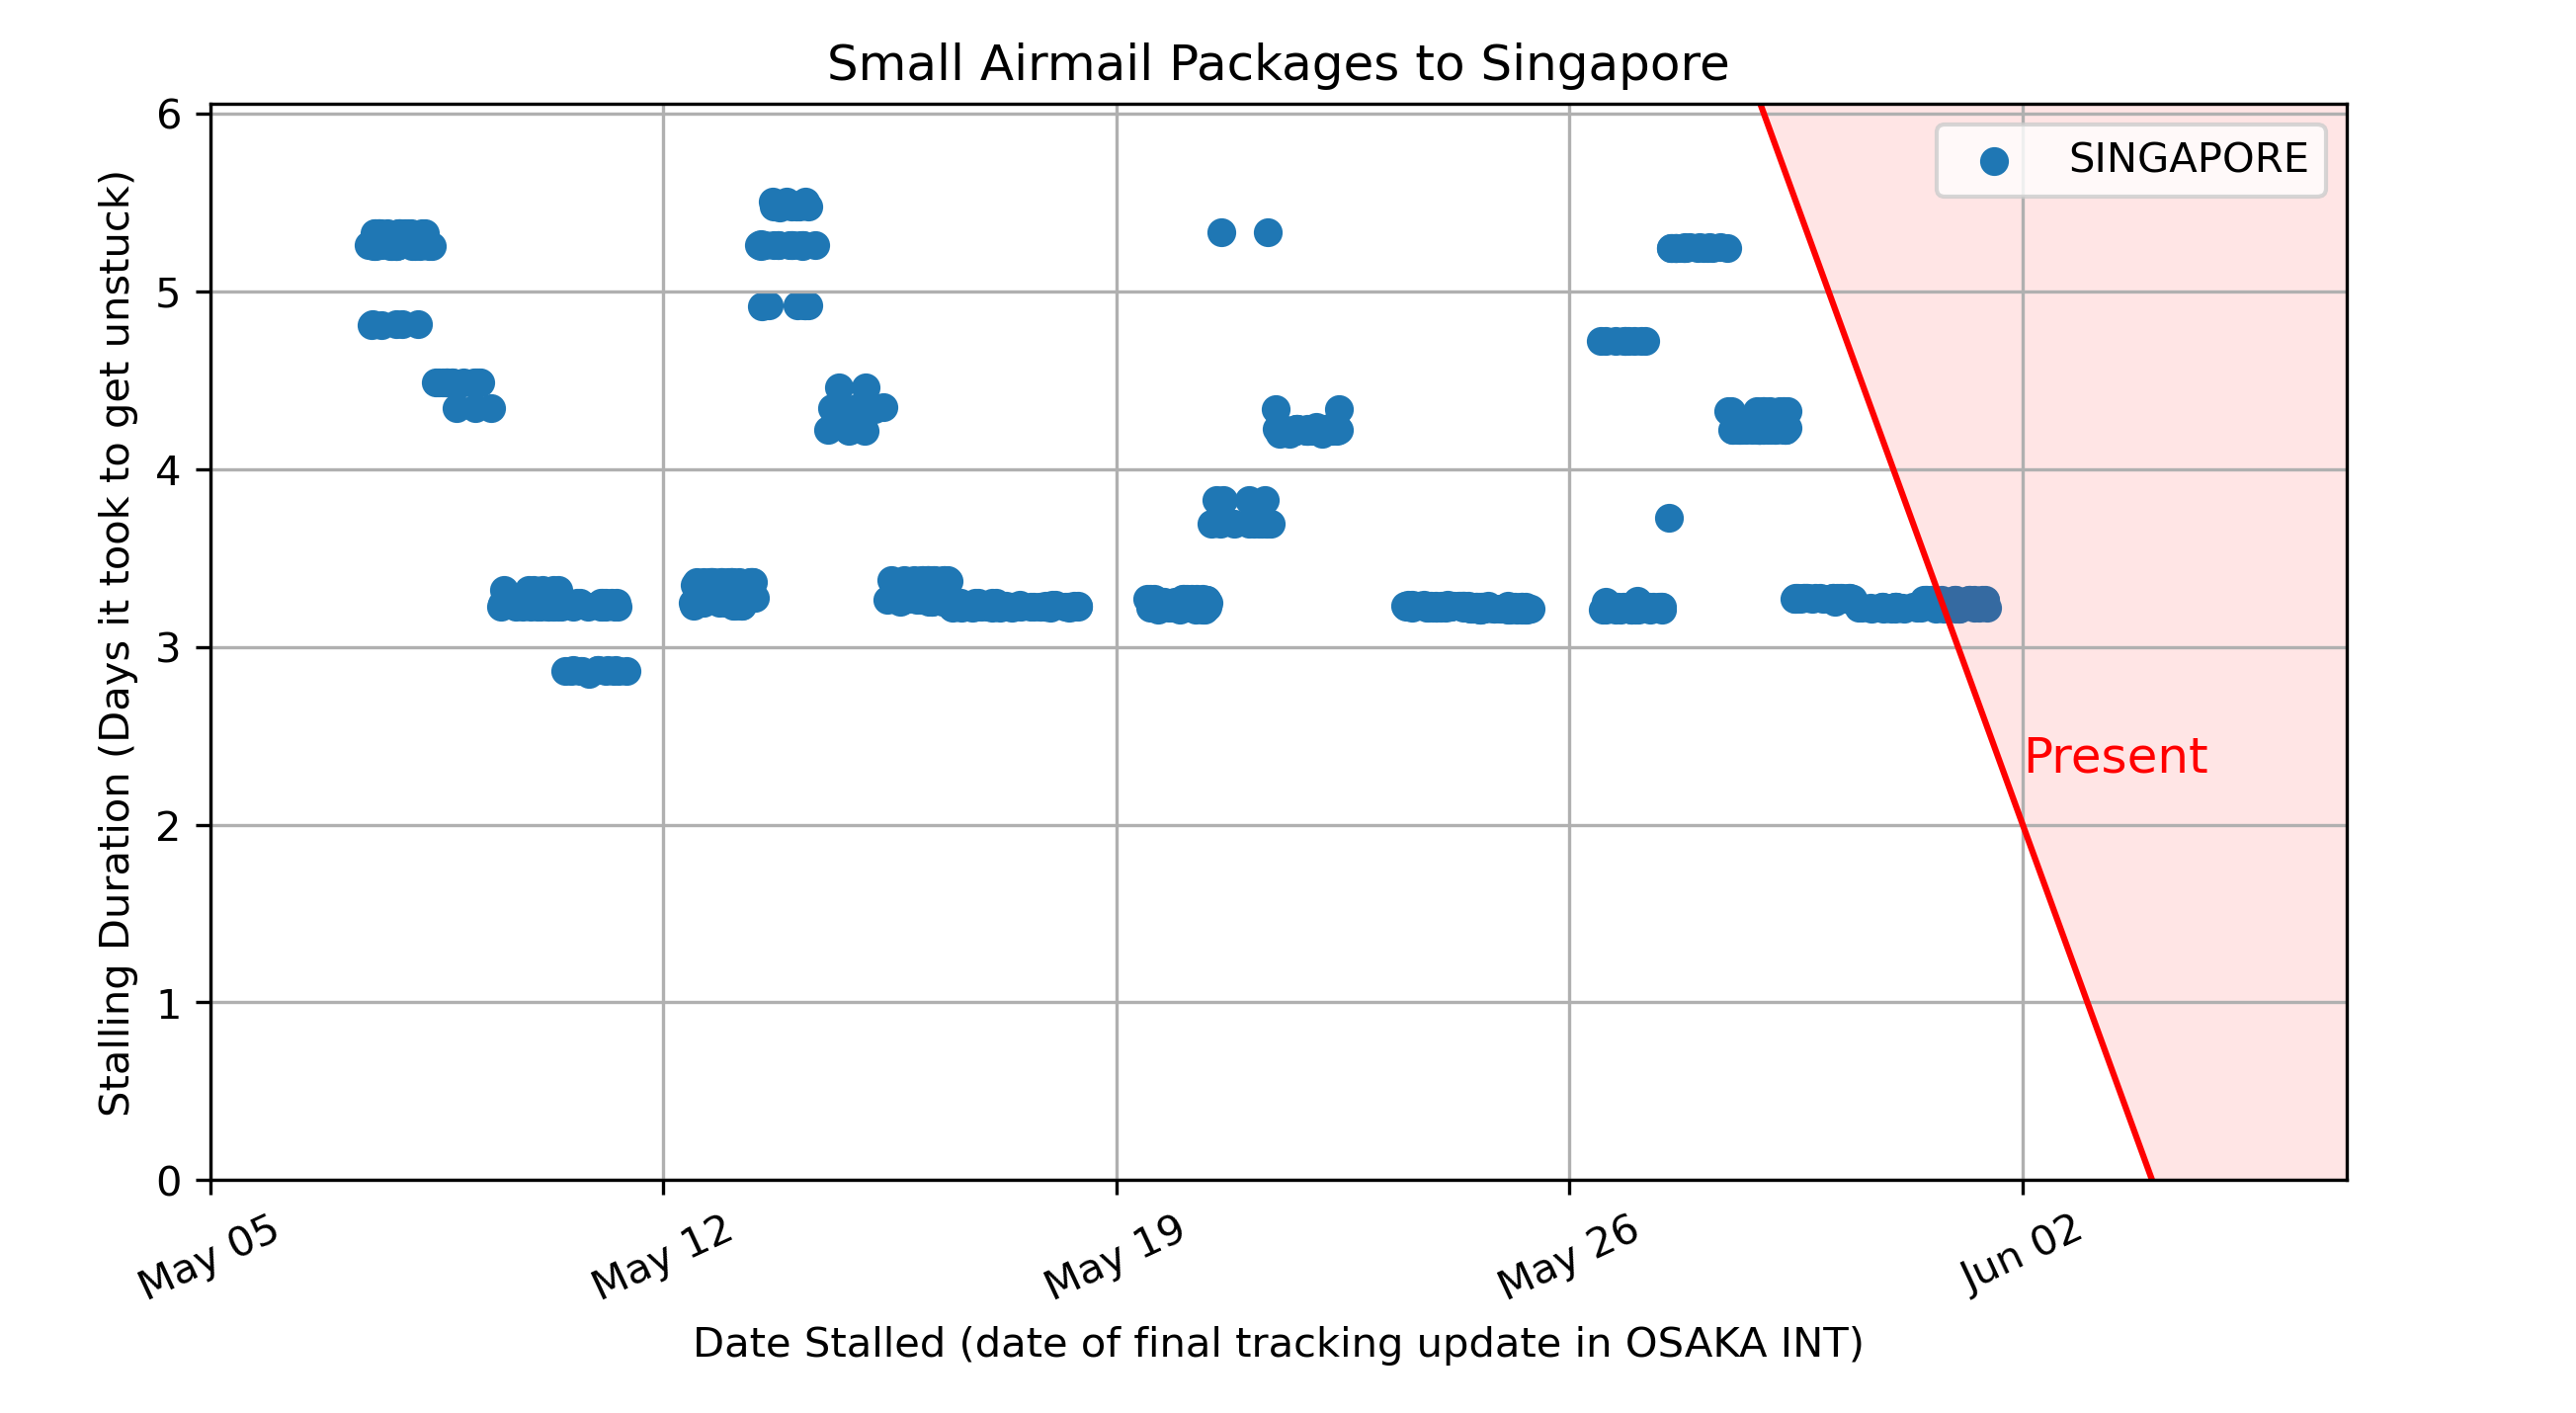 Small Airmail Packages to Singapore
Stalling Duration (Days it took to get unstuck)
6
5
4
3
2
1
0
SINGAPORE
Present
May 05
May 12
May 19
May 26
Jun 02
Date Stalled (date of final tracking update in OSAKA INT)